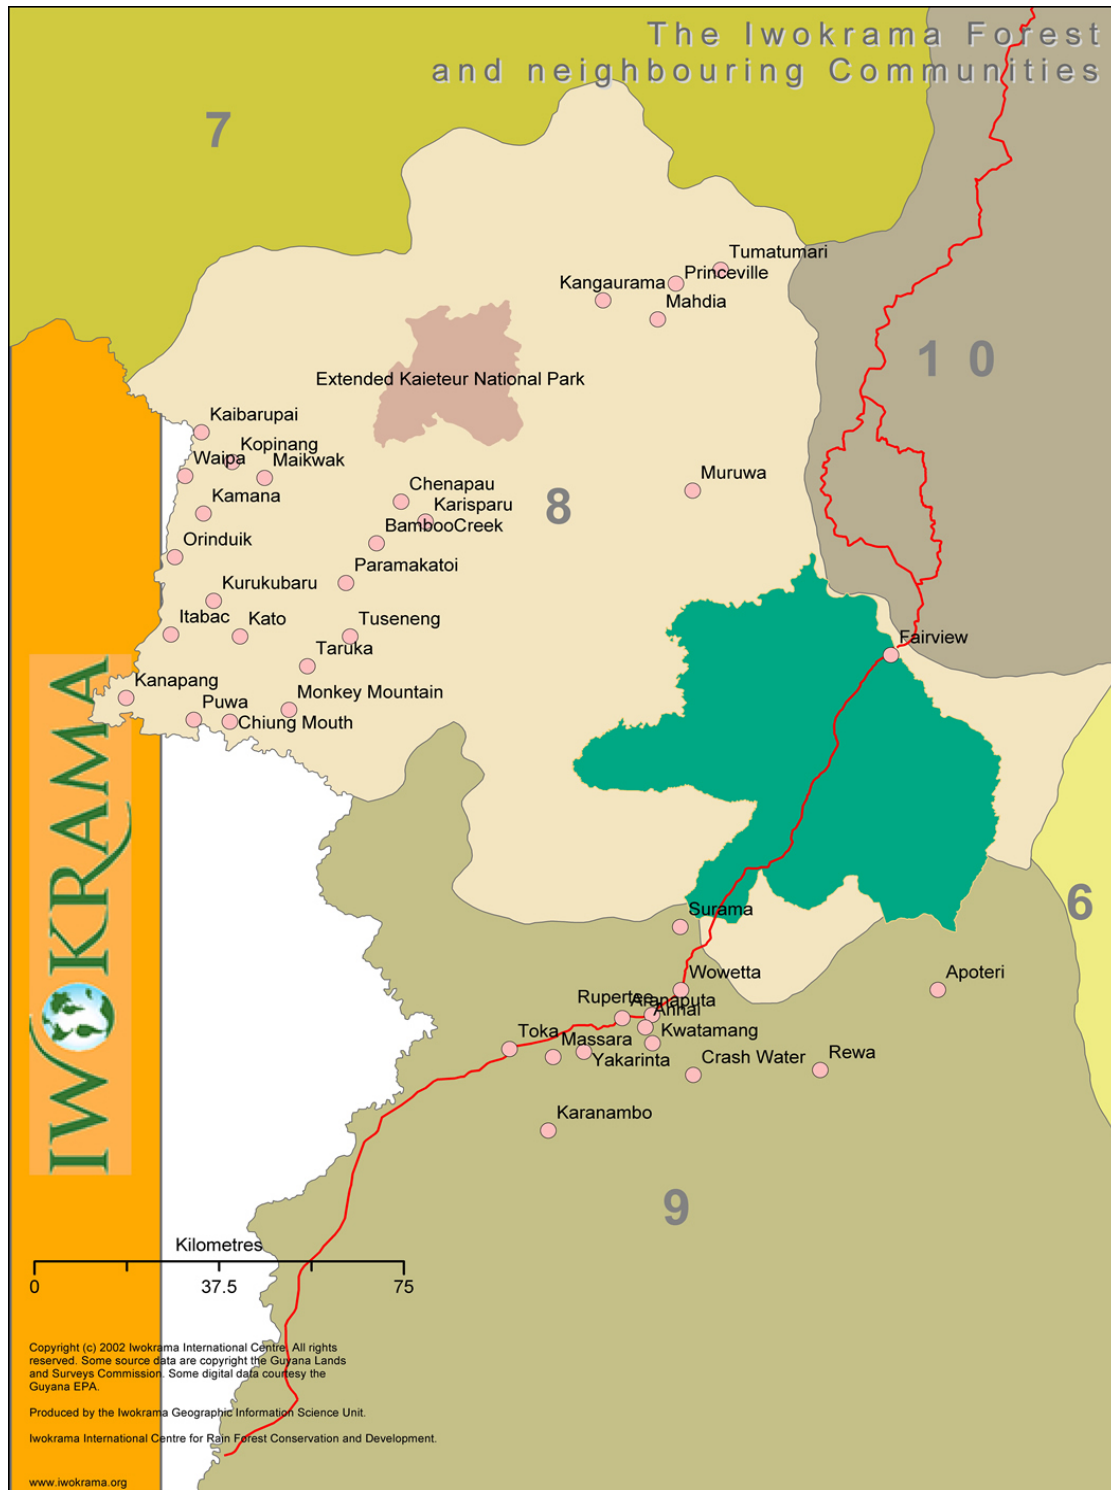 The Iwokrama Forest
and neighbouring Communities
7
Tumatumari
Princeville
Kangaurama
Mahdia
1 0
Extended Kaieteur National Park
Kaibarupai
Kopinang
Waipa
Maikwak
Muruwa
Chenapau
8
Kamana
Karisparu
BambooCreek
Orinduik
Paramakatoi
Kurukubaru
Itabac
Kato
Tuseneng
Fairview
Taruka
Kanapang
Monkey Mountain
Puwa
Chiung Mouth
IWOKRAMA
6
Surama
Wowetta
Apoteri
Rupertee
Aranaputa
Annai
Toka
Massara
Kwatamang
Yakarinta
Crash Water
Rewa
Karanambo
9
Kilometres
0 37.5 75
Copyright (c) 2002 Iwokrama International Centre. All rights
reserved. Some source data are copyright the Guyana Lands
and Surveys Commission. Some digital data courtesy the
Guyana EPA.
Produced by the Iwokrama Geographic Information Science Unit.
Iwokrama International Centre for Rain Forest Conservation and Development.
www.iwokrama.org